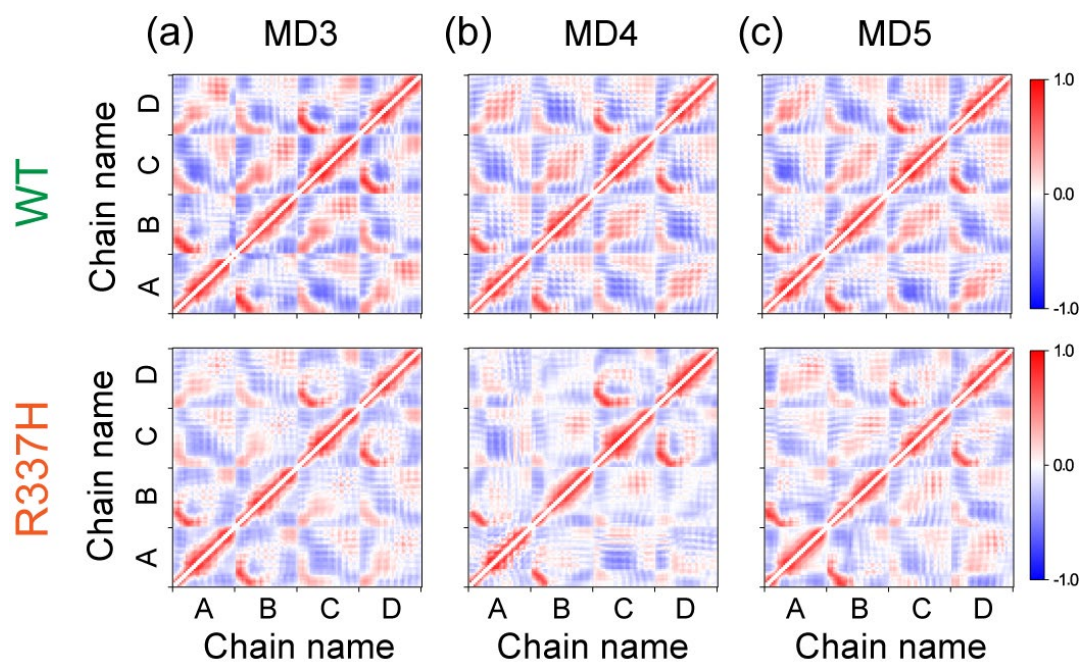 (a) MD3 (b) MD4 (c) MD5
WT
Chain name
D
C
B
A
1.0
0.0
-1.0
R337H
Chain name
D
C
B
A
1.0
0.0
-1.0
A B C D A B C D A B C D
Chain name Chain name Chain name